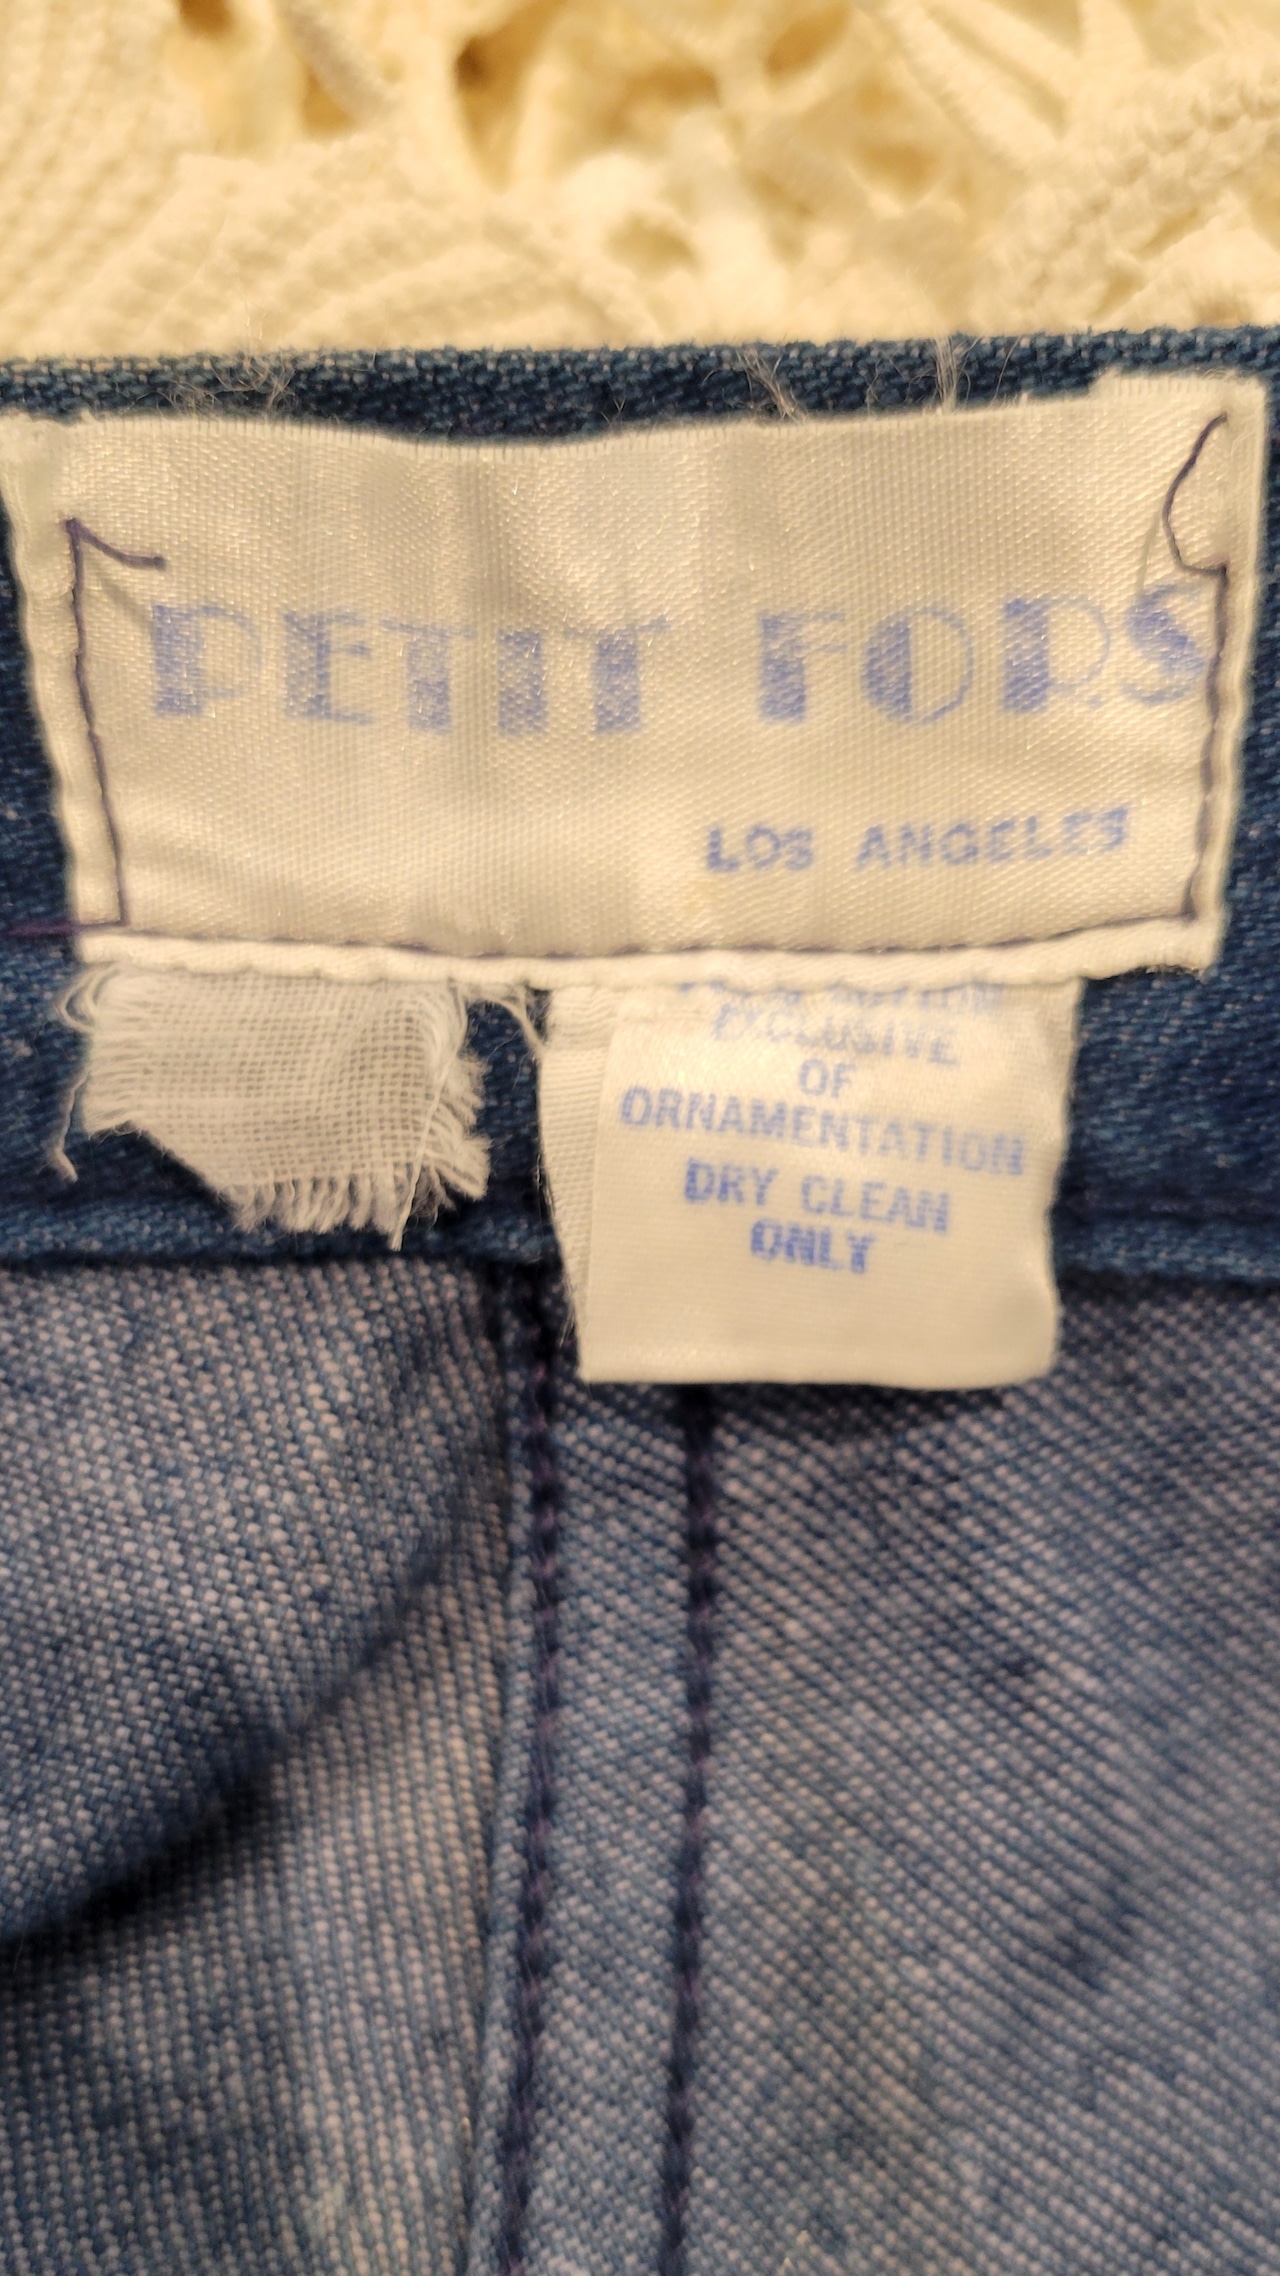 PETIT FORS
LOS ANGELES
EXCLUSIVE
OF
ORNAMENTATION
DRY CLEAN
ONLY